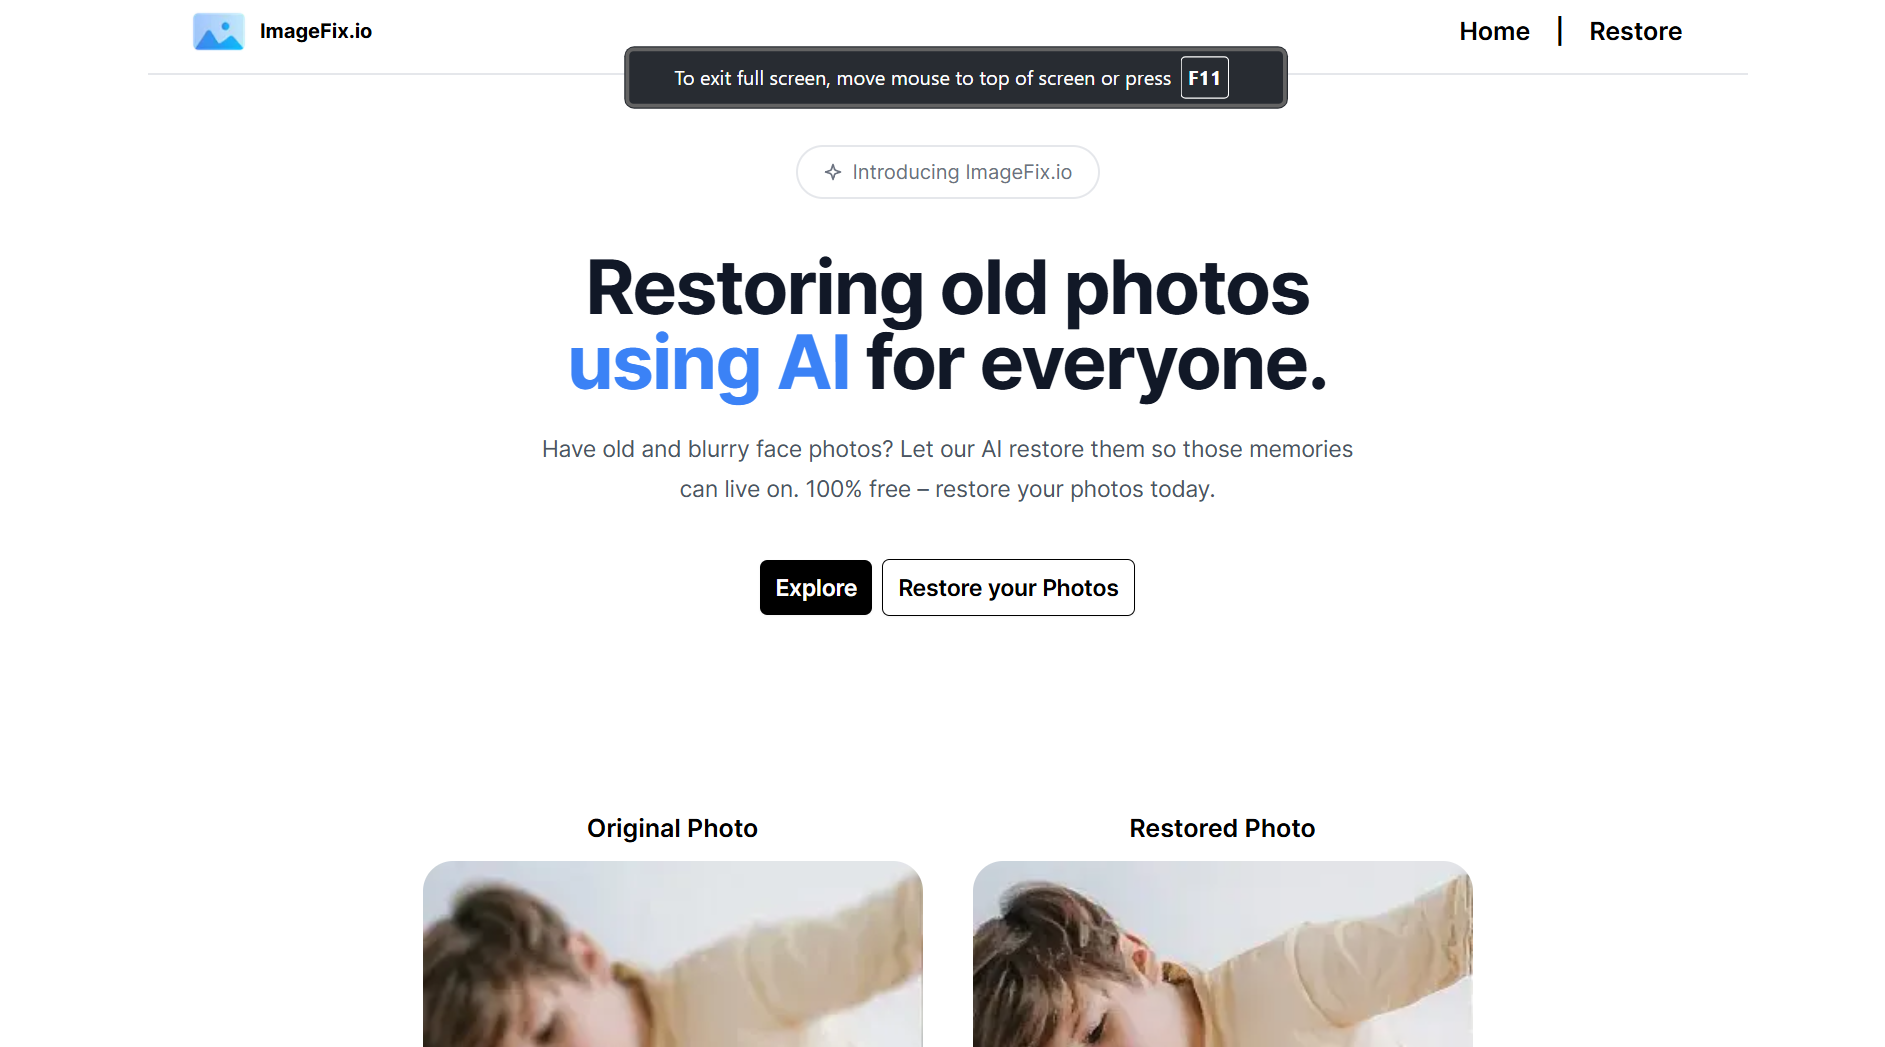 ImageFix.io
Home | Restore
To exit full screen, move mouse to top of screen or press F11
Introducing ImageFix.io
Restoring old photos
using AI for everyone.
Have old and blurry face photos? Let our AI restore them so those memories
can live on. 100% free – restore your photos today.
Explore
Restore your Photos
Original Photo
Restored Photo